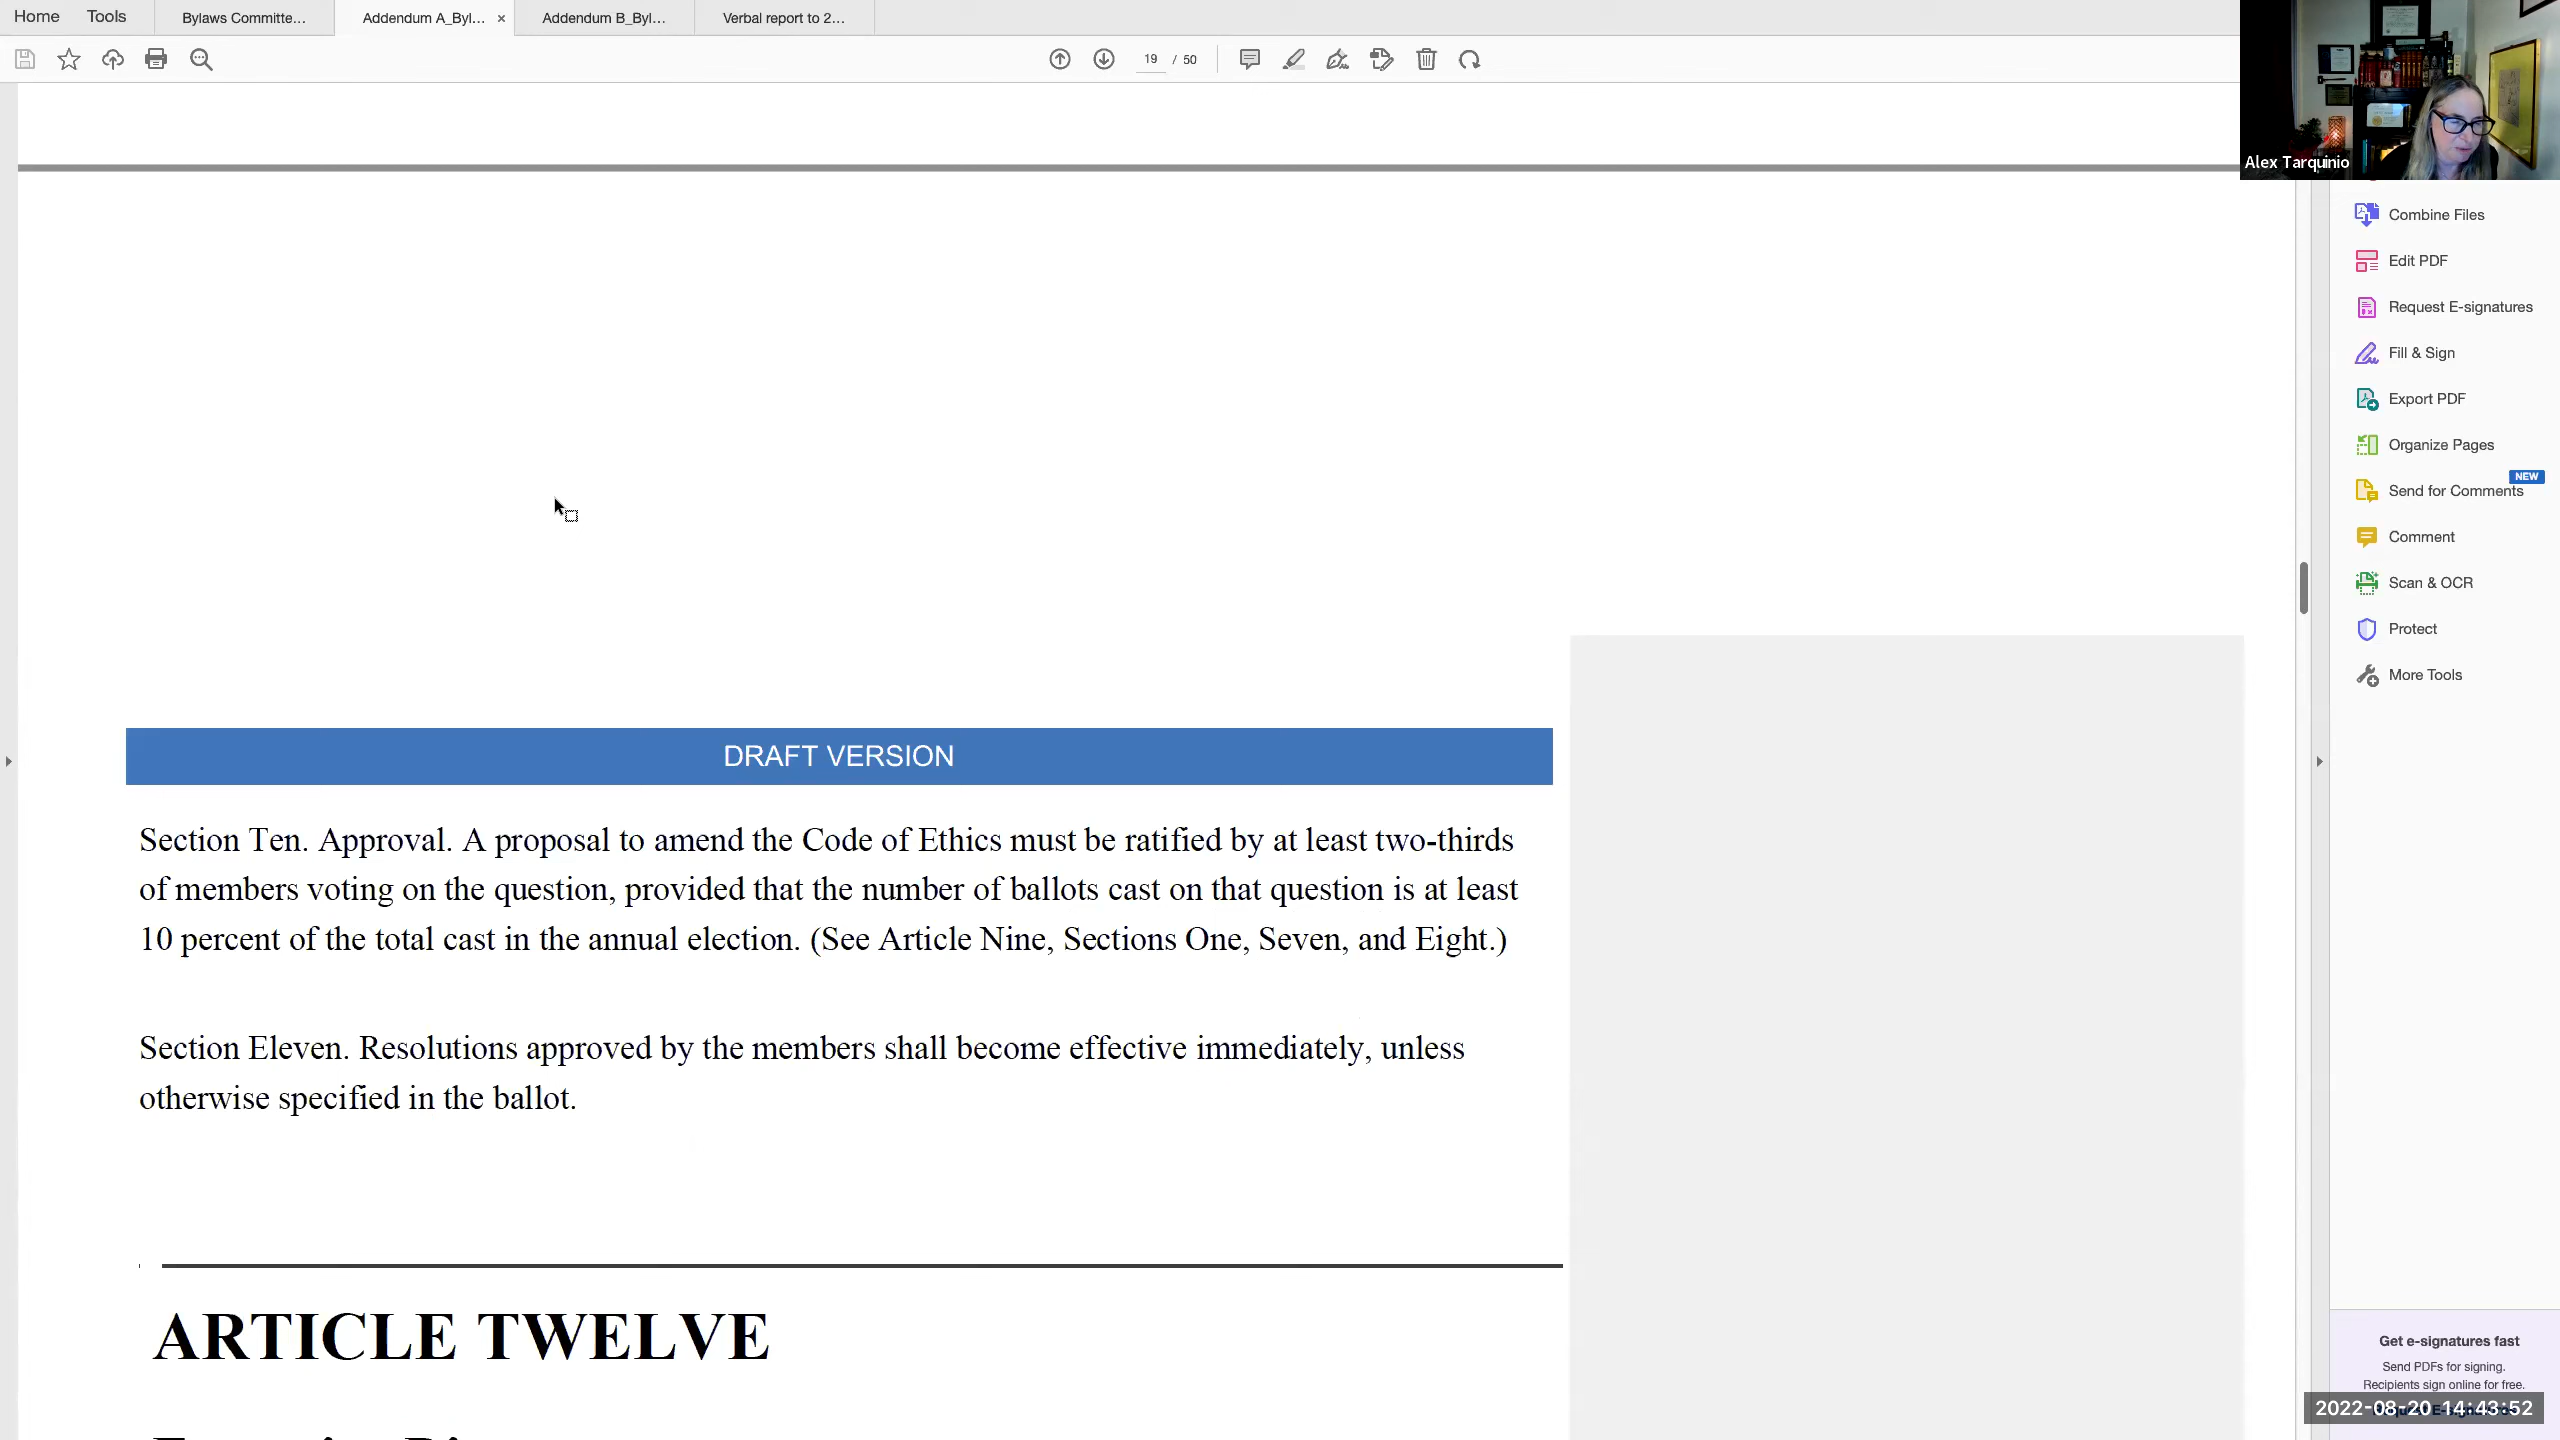 Home Tools Bylaws Committe... Addendum A_Byl... × Addendum B_Byl... Verbal report to 2...
19 / 50
Alex Tarquinio
Combine Files
Edit PDF
Request E-signatures
Fill & Sign
Export PDF
Organize Pages
NEW
Send for Comments
Comment
Scan & OCR
Protect
More Tools
DRAFT VERSION
Section Ten. Approval. A proposal to amend the Code of Ethics must be ratified by at least two-thirds
of members voting on the question, provided that the number of ballots cast on that question is at least
10 percent of the total cast in the annual election. (See Article Nine, Sections One, Seven, and Eight.)
Section Eleven. Resolutions approved by the members shall become effective immediately, unless
otherwise specified in the ballot.
ARTICLE TWELVE
Get e-signatures fast
Send PDFs for signing.
Recipients sign online for free.
2022-08-20 14:43:52